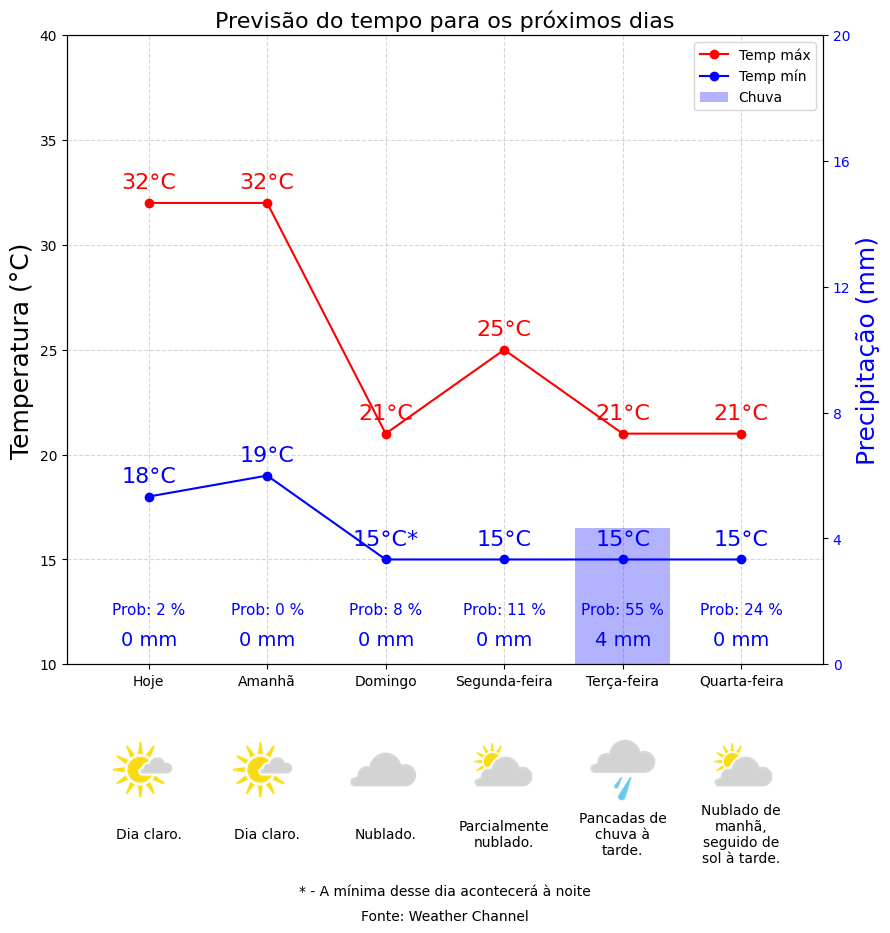 Previsão do tempo para os próximos dias
Temperatura (°C)
40
35
30
25
20
15
10
Precipitação (mm)
20
16
12
8
4
0
Temp máx
Temp mín
Chuva
32°C 32°C 21°C 25°C 21°C 21°C
18°C 19°C 15°C* 15°C 15°C 15°C
Prob: 2 % Prob: 0 % Prob: 8 % Prob: 11 % Prob: 55 % Prob: 24 %
0 mm 0 mm 0 mm 0 mm 4 mm 0 mm
Hoje Amanhã Domingo Segunda-feira Terça-feira Quarta-feira
Dia claro.
Dia claro.
Nublado.
Parcialmente
nublado.
Pancadas de
chuva à
tarde.
Nublado de
manhã,
seguido de
sol à tarde.
* - A mínima desse dia acontecerá à noite
Fonte: Weather Channel